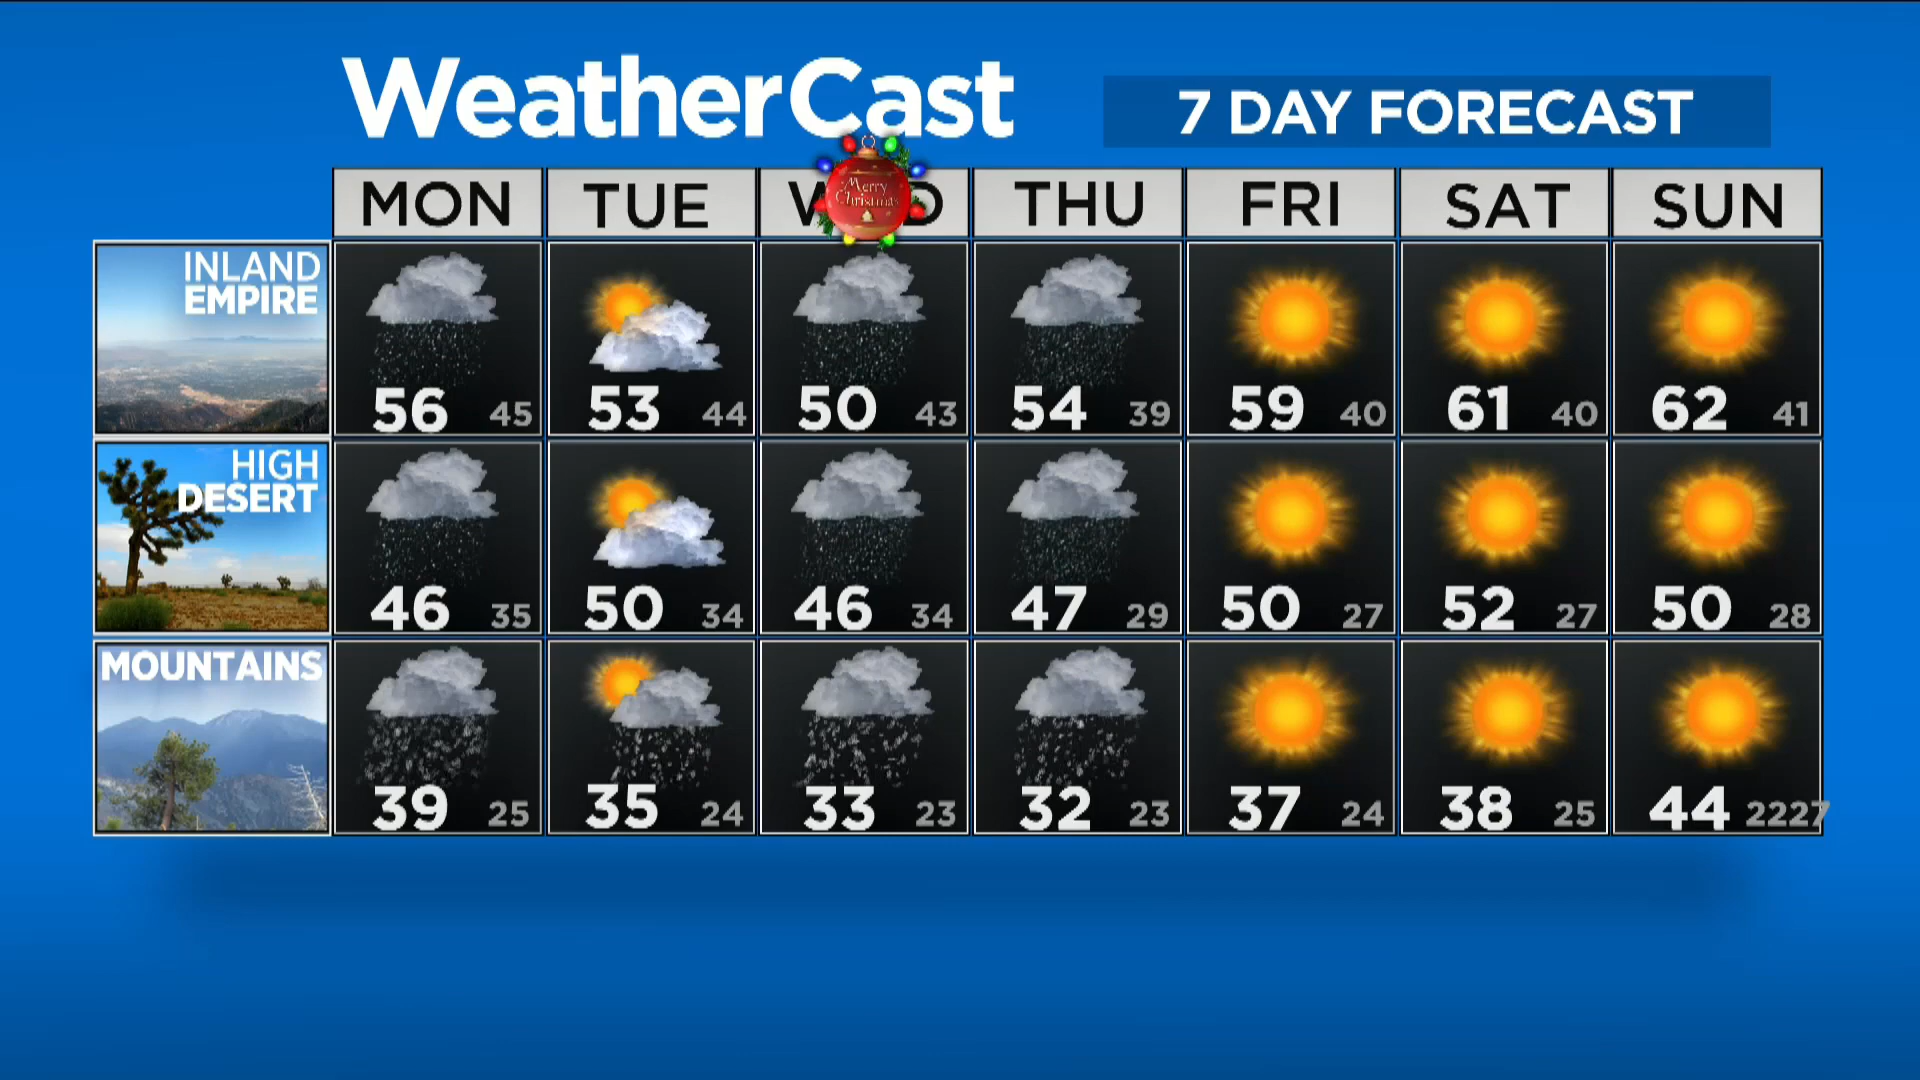 WeatherCast
7 DAY FORECAST
MON TUE THU FRI SAT SUN
Merry
Christmas
INLAND
EMPIRE
56 45 53 44 50 43 54 39 59 40 61 40 62 41
HIGH
DESERT
46 35 50 34 46 34 47 29 50 27 52 27 50 28
MOUNTAINS
39 25 35 24 33 23 32 23 37 24 38 25 44 2227